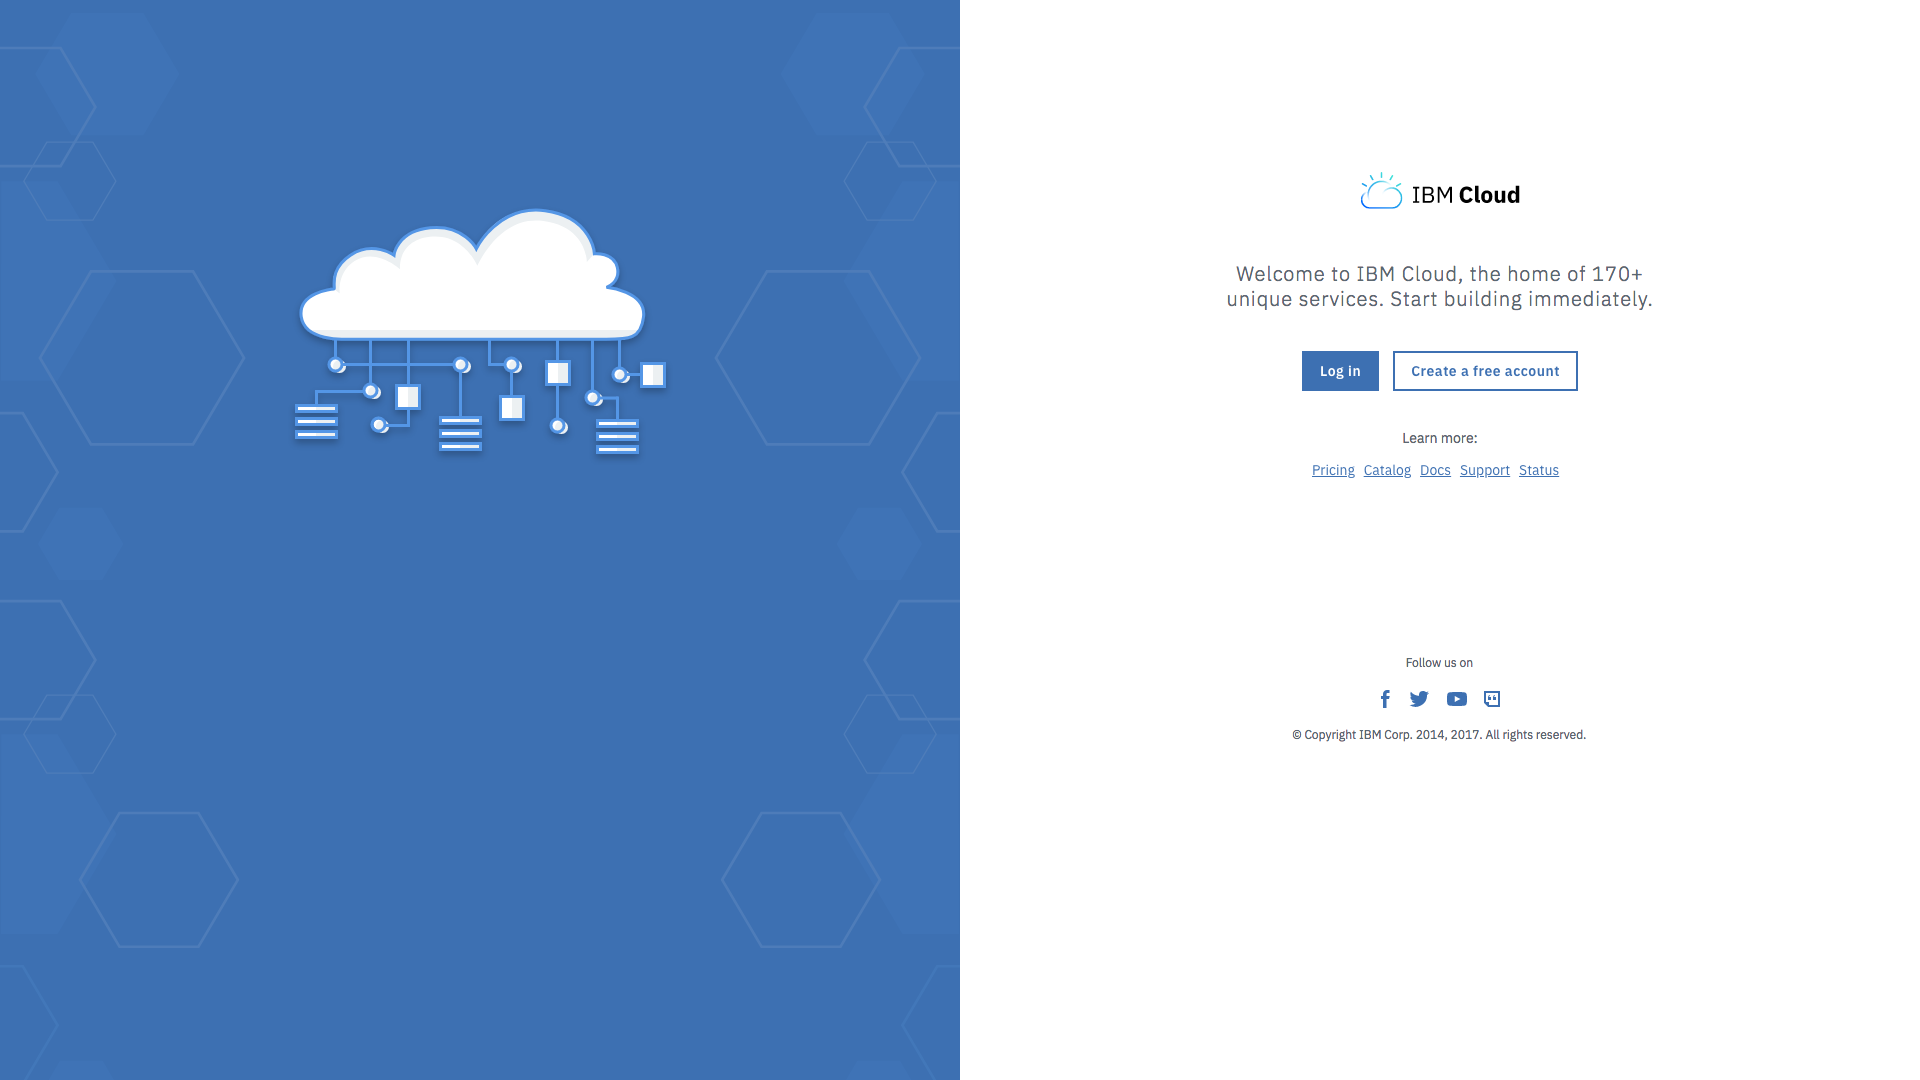 IBM Cloud
Welcome to IBM Cloud, the home of 170+
unique services. Start building immediately.
Log in
Create a free account
Learn more:
Pricing Catalog Docs Support Status
Follow us on
© Copyright IBM Corp. 2014, 2017. All rights reserved.